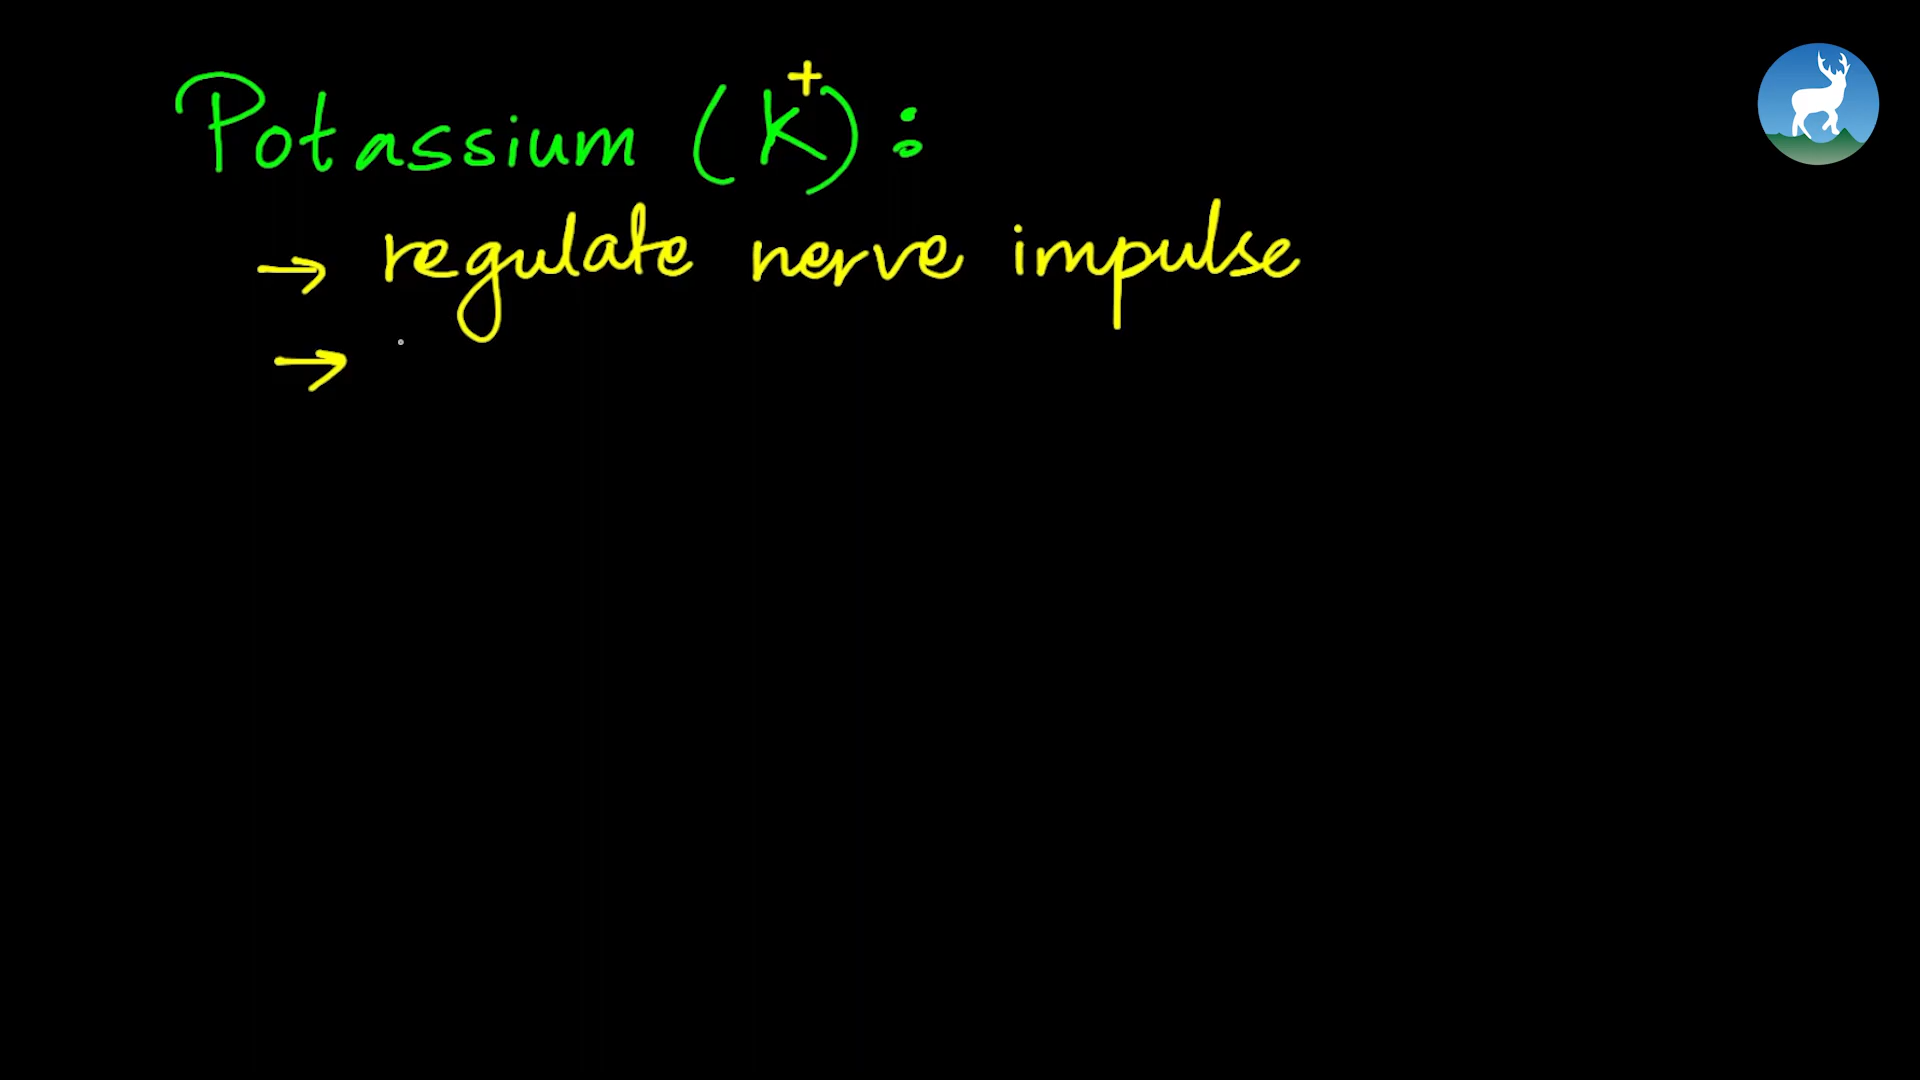 Potassium (K⁺):
→ regulate nerve impulse
→